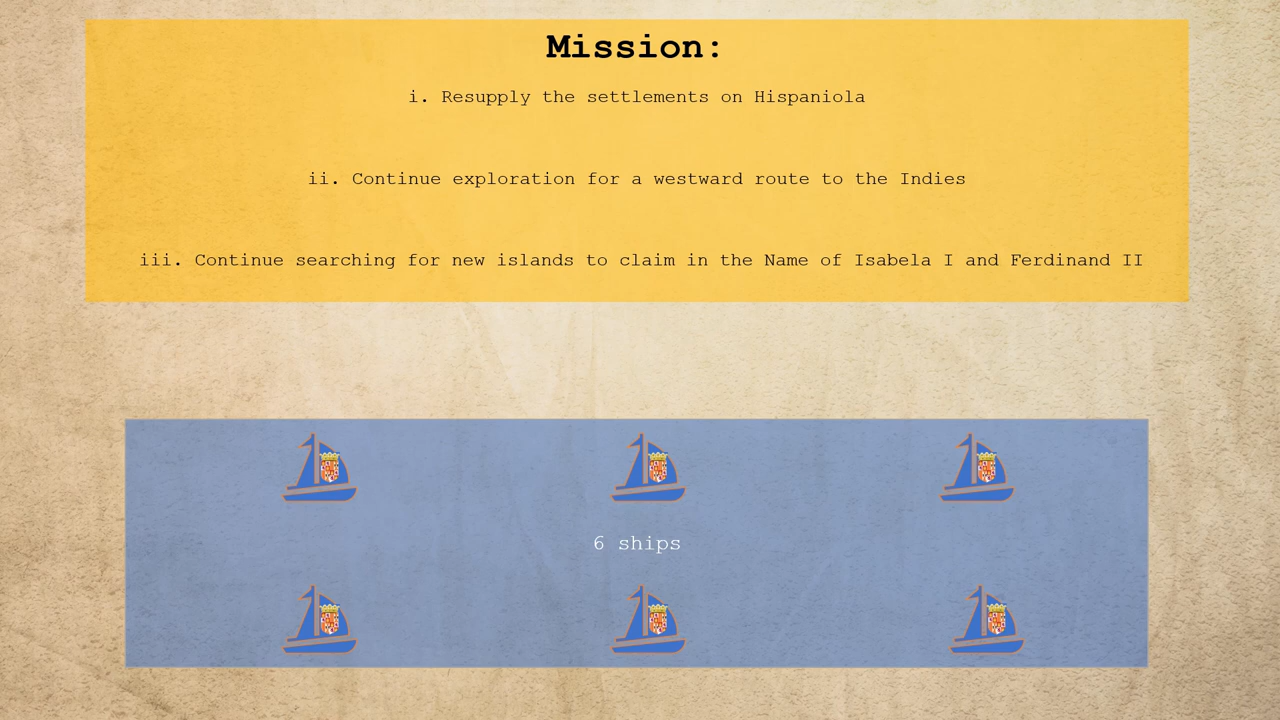 Mission:
i. Resupply the settlements on Hispaniola
ii. Continue exploration for a westward route to the Indies
iii. Continue searching for new islands to claim in the Name of Isabela I and Ferdinand II
6 ships